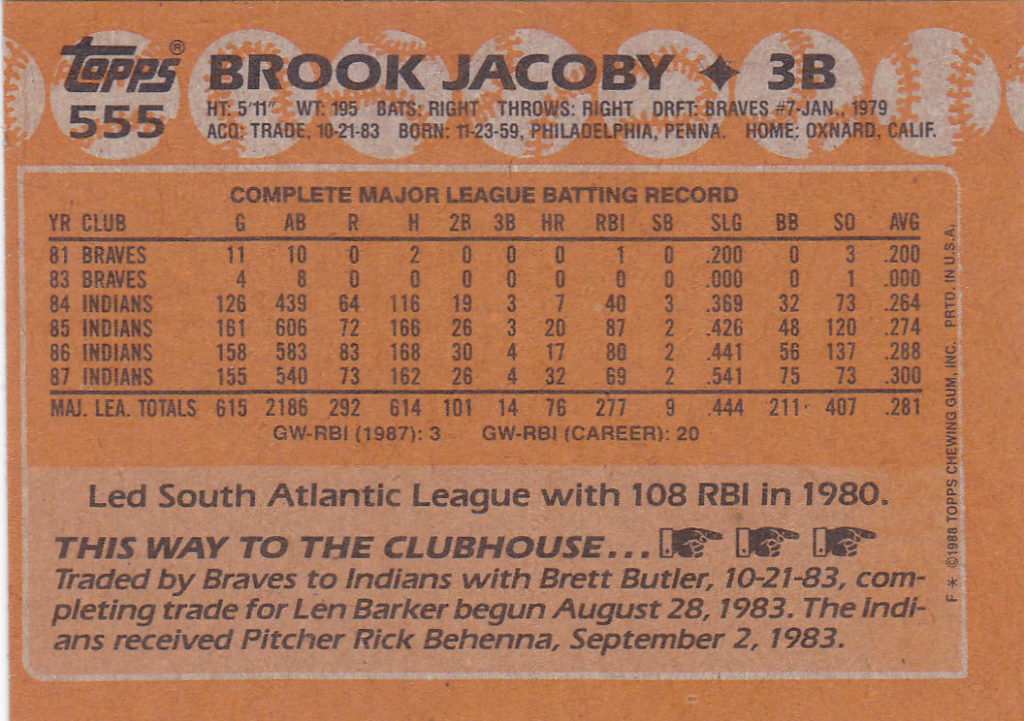 topps® BROOK JACOBY ✦ 3B
555 HT: 5'11" WT: 195 BATS: RIGHT THROWS: RIGHT DRFT: BRAVES #7-JAN., 1979
ACQ: TRADE, 10-21-83 BORN: 11-23-59, PHILADELPHIA, PENNA. HOME: OXNARD, CALIF.
COMPLETE MAJOR LEAGUE BATTING RECORD
YR CLUB G AB R H 2B 3B HR RBI SB SLG BB SO AVG
81 BRAVES 11 10 0 2 0 0 0 1 0 .200 0 3 .200
83 BRAVES 4 8 0 0 0 0 0 0 0 .000 0 1 .000
84 INDIANS 126 439 64 116 19 3 7 40 3 .369 32 73 .264
85 INDIANS 161 606 72 166 26 3 20 87 2 .426 48 120 .274
86 INDIANS 158 583 83 168 30 4 17 80 2 .441 56 137 .288
87 INDIANS 155 540 73 162 26 4 32 69 2 .541 75 73 .300
MAJ. LEA. TOTALS 615 2186 292 614 101 14 76 277 9 .444 211 407 .281
GW-RBI (1987): 3 GW-RBI (CAREER): 20
Led South Atlantic League with 108 RBI in 1980.
THIS WAY TO THE CLUBHOUSE...
Traded by Braves to Indians with Brett Butler, 10-21-83, com-
pleting trade for Len Barker begun August 28, 1983. The Indi-
ans received Pitcher Rick Behenna, September 2, 1983.
F * ©1988 TOPPS CHEWING GUM, INC. PRTD. IN U.S.A.